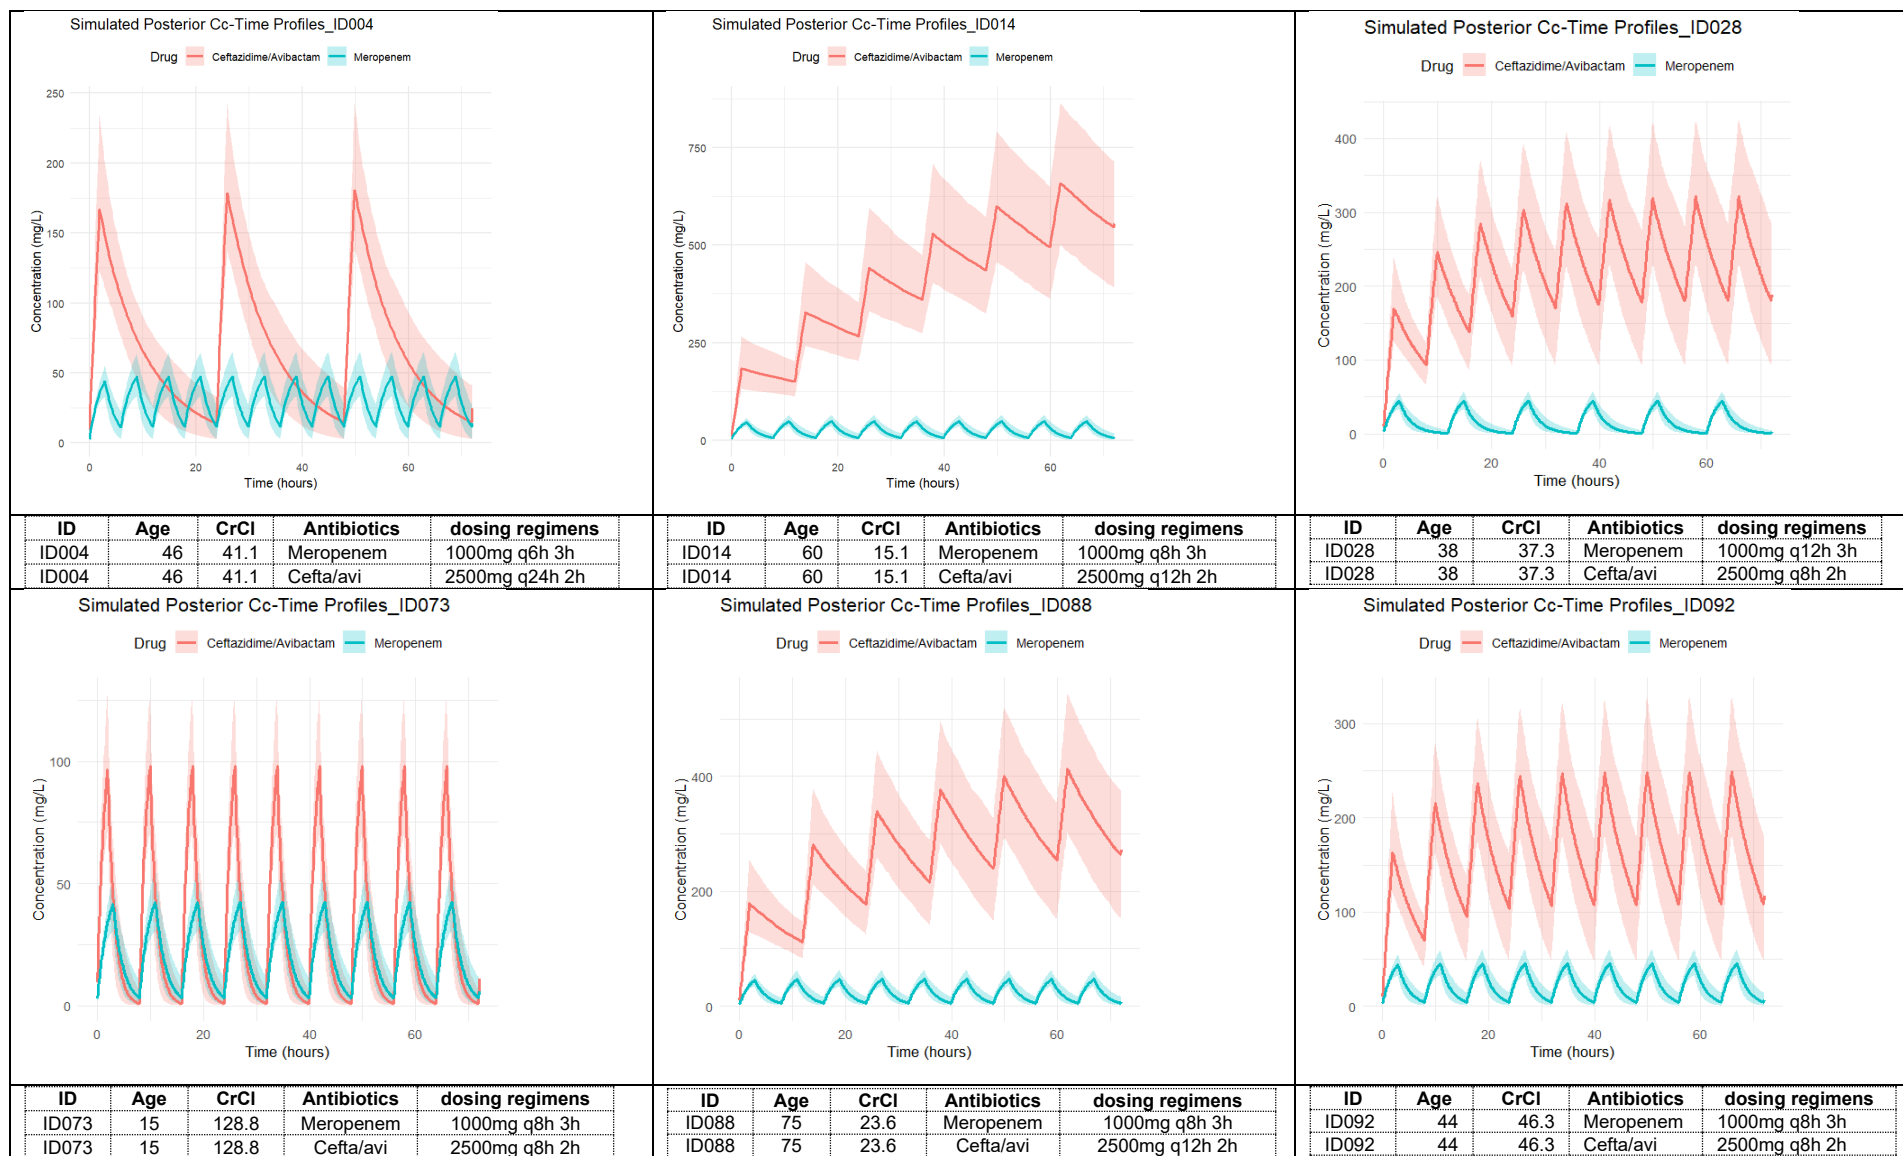 Simulated Posterior Cc-Time Profiles_ID004
Drug Ceftazidime/Avibactam Meropenem
250
200
150
100
50
0
Concentration (mg/L)
0 20 40 60
Time (hours)
ID Age CrCl Antibiotics dosing regimens
ID004 46 41.1 Meropenem 1000mg q6h 3h
ID004 46 41.1 Cefta/avi 2500mg q24h 2h
Simulated Posterior Cc-Time Profiles_ID014
Drug Ceftazidime/Avibactam Meropenem
750
500
250
0
Concentration (mg/L)
0 20 40 60
Time (hours)
ID Age CrCl Antibiotics dosing regimens
ID014 60 15.1 Meropenem 1000mg q8h 3h
ID014 60 15.1 Cefta/avi 2500mg q12h 2h
Simulated Posterior Cc-Time Profiles_ID028
Drug Ceftazidime/Avibactam Meropenem
400
300
200
100
0
Concentration (mg/L)
0 20 40 60
Time (hours)
ID Age CrCl Antibiotics dosing regimens
ID028 38 37.3 Meropenem 1000mg q12h 3h
ID028 38 37.3 Cefta/avi 2500mg q8h 2h
Simulated Posterior Cc-Time Profiles_ID073
Drug Ceftazidime/Avibactam Meropenem
100
50
0
Concentration (mg/L)
0 20 40 60
Time (hours)
ID Age CrCl Antibiotics dosing regimens
ID073 15 128.8 Meropenem 1000mg q8h 3h
ID073 15 128.8 Cefta/avi 2500mg q8h 2h
Simulated Posterior Cc-Time Profiles_ID088
Drug Ceftazidime/Avibactam Meropenem
400
200
0
Concentration (mg/L)
0 20 40 60
Time (hours)
ID Age CrCl Antibiotics dosing regimens
ID088 75 23.6 Meropenem 1000mg q8h 3h
ID088 75 23.6 Cefta/avi 2500mg q12h 2h
Simulated Posterior Cc-Time Profiles_ID092
Drug Ceftazidime/Avibactam Meropenem
300
200
100
0
Concentration (mg/L)
0 20 40 60
Time (hours)
ID Age CrCl Antibiotics dosing regimens
ID092 44 46.3 Meropenem 1000mg q8h 3h
ID092 44 46.3 Cefta/avi 2500mg q8h 2h